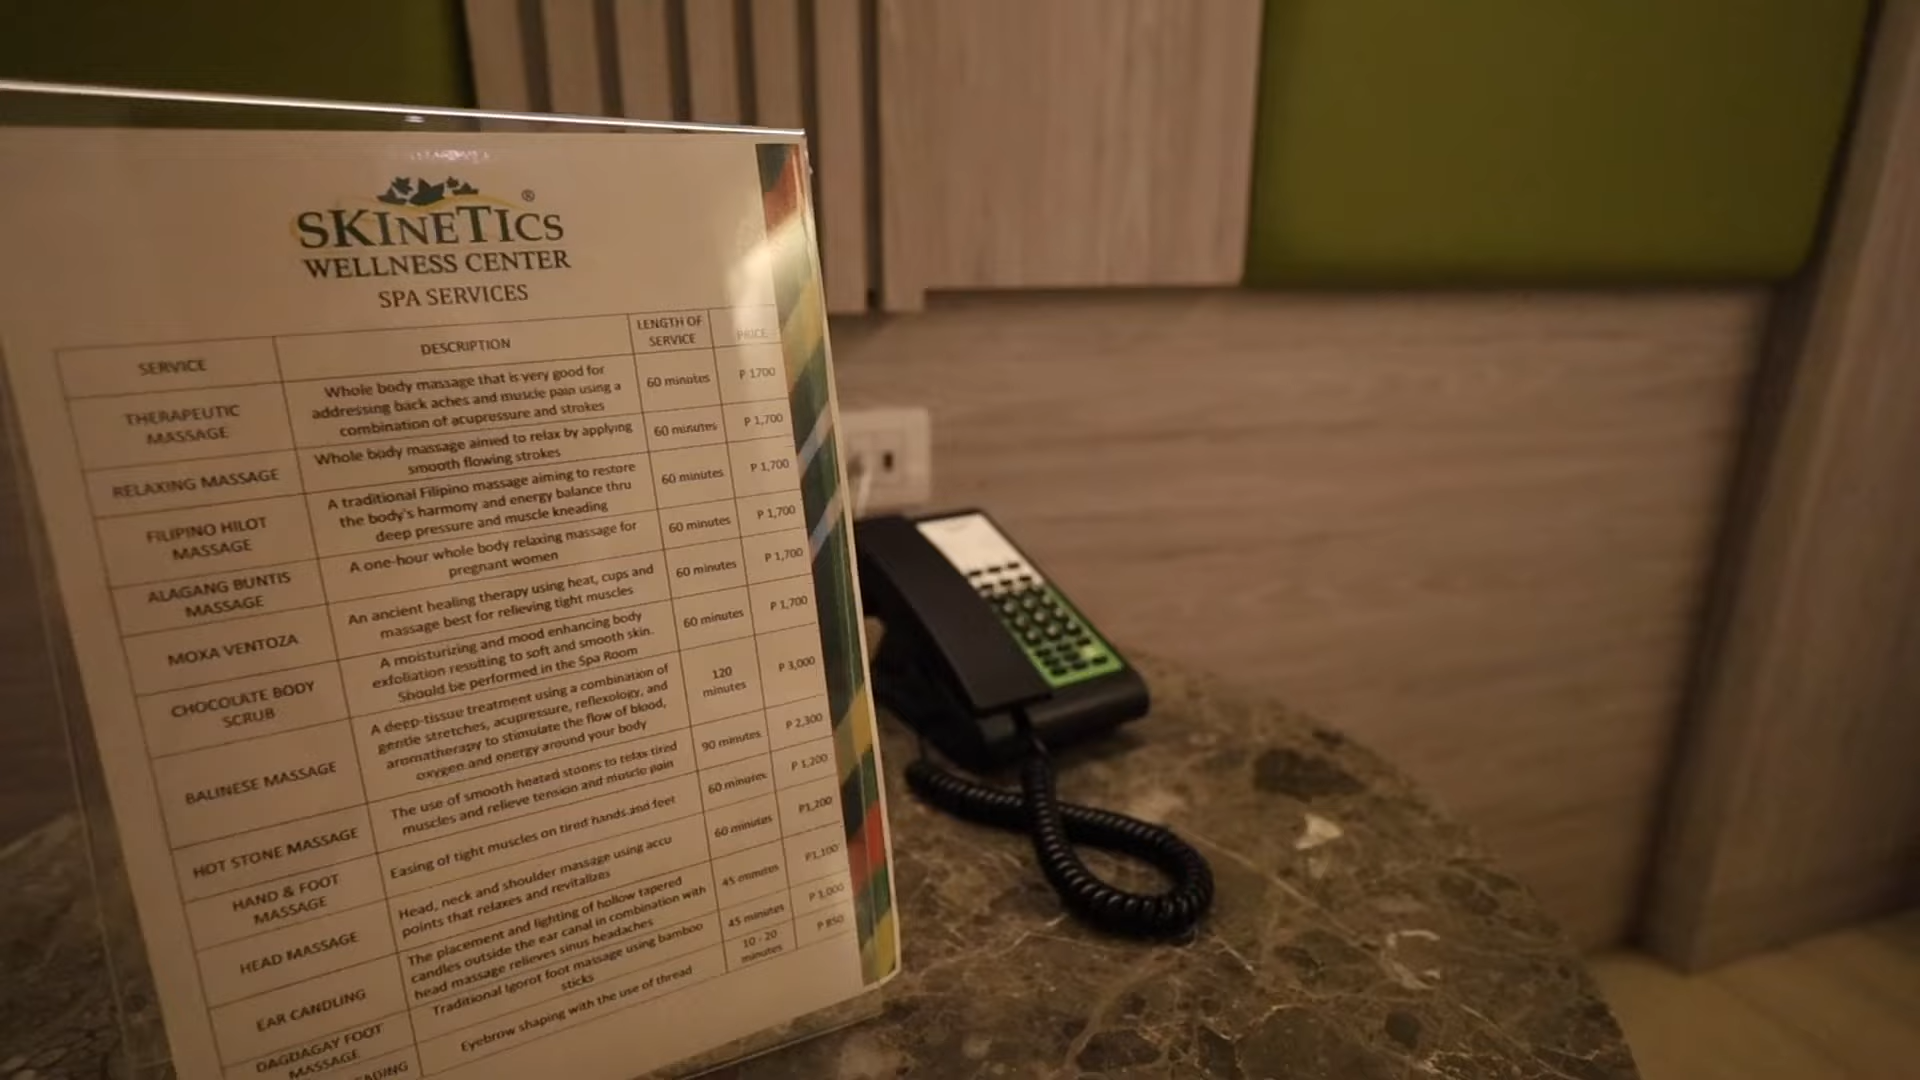 SKINETICS ®
WELLNESS CENTER
SPA SERVICES
SERVICE
DESCRIPTION
LENGTH OF
SERVICE
PRICE
THERAPEUTIC
MASSAGE
Whole body massage that is very good for
addressing back aches and muscle pain using a
combination of acupressure and strokes
60 minutes
P 1700
RELAXING MASSAGE
Whole body massage aimed to relax by applying
smooth flowing strokes
60 minutes
P 1,700
FILIPINO HILOT
MASSAGE
A traditional Filipino massage aiming to restore
the body's harmony and energy balance thru
deep pressure and muscle kneading
60 minutes
P 1,700
ALAGANG BUNTIS
MASSAGE
A one-hour whole body relaxing massage for
pregnant women
60 minutes
P 1,700
MOXA VENTOZA
An ancient healing therapy using heat, cups and
massage best for relieving tight muscles
60 minutes
P 1,700
CHOCOLATE BODY
SCRUB
A moisturizing and mood enhancing body
exfoliation resulting to soft and smooth skin.
Should be performed in the Spa Room
60 minutes
P 1,700
BALINESE MASSAGE
A deep-tissue treatment using a combination of
gentle stretches, acupressure, reflexology, and
aromatherapy to stimulate the flow of blood,
oxygen and energy around your body
120
minutes
P 3,000
HOT STONE MASSAGE
The use of smooth heated stones to relax tired
muscles and relieve tension and muscle pain
90 minutes
P 2,300
HAND & FOOT
MASSAGE
Easing of tight muscles on tired hands and feet
60 minutes
P 1,200
HEAD MASSAGE
Head, neck and shoulder massage using accu
points that relaxes and revitalizes
60 minutes
P1,200
EAR CANDLING
The placement and lighting of hollow tapered
candles outside the ear canal in combination with
head massage relieves sinus headaches
45 minutes
P1,100
DAGDAGAY FOOT
MASSAGE
Traditional Igorot foot massage using bamboo
sticks
45 minutes
P 1,000
Eyebrow shaping with the use of thread
10 - 20
minutes
P 850